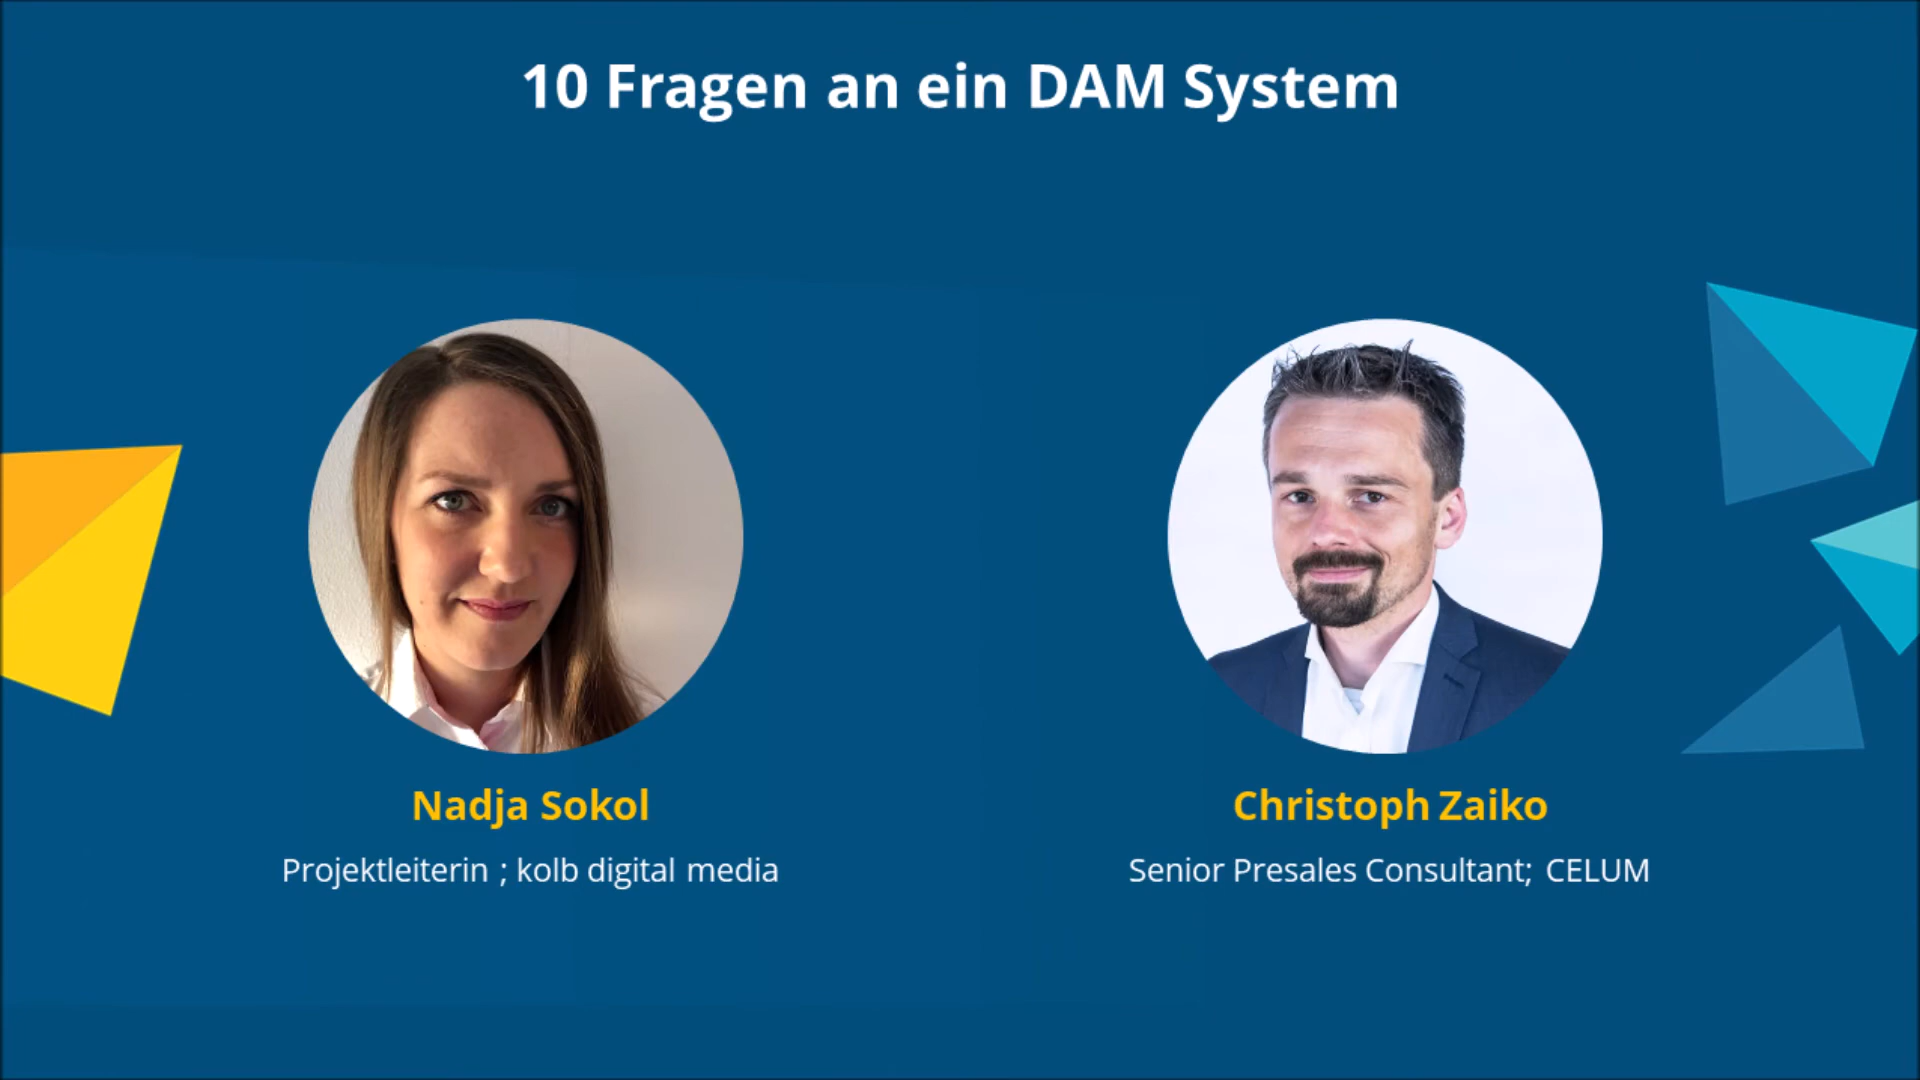 10 Fragen an ein DAM System
Nadja Sokol
Projektleiterin ; kolb digital media
Christoph Zaiko
Senior Presales Consultant; CELUM